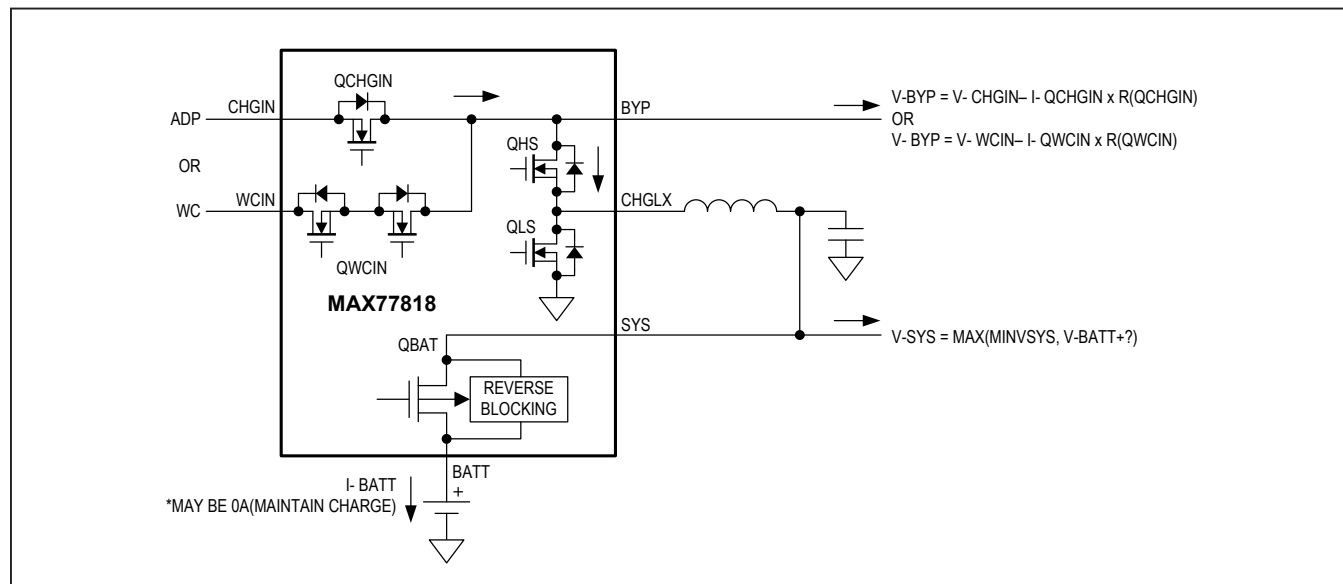 QCHGIN
CHGIN
ADP
BYP
V-BYP = V- CHGIN– I- QCHGIN x R(QCHGIN)
OR
V- BYP = V- WCIN– I- QWCIN x R(QWCIN)
OR
QHS
WCIN
WC
CHGLX
QLS
QWCIN
MAX77818
SYS
V-SYS = MAX(MINVSYS, V-BATT+?)
QBAT
REVERSE
BLOCKING
BATT
I- BATT
*MAY BE 0A(MAINTAIN CHARGE)
+